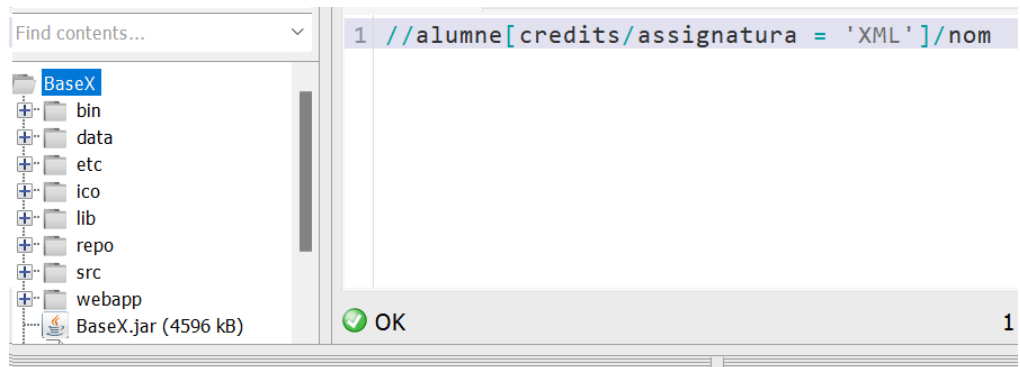 Find contents...
BaseX
bin
data
etc
ico
lib
repo
src
webapp
BaseX.jar (4596 kB)
1 //alumne[credits/assignatura = 'XML']/nom
OK
1